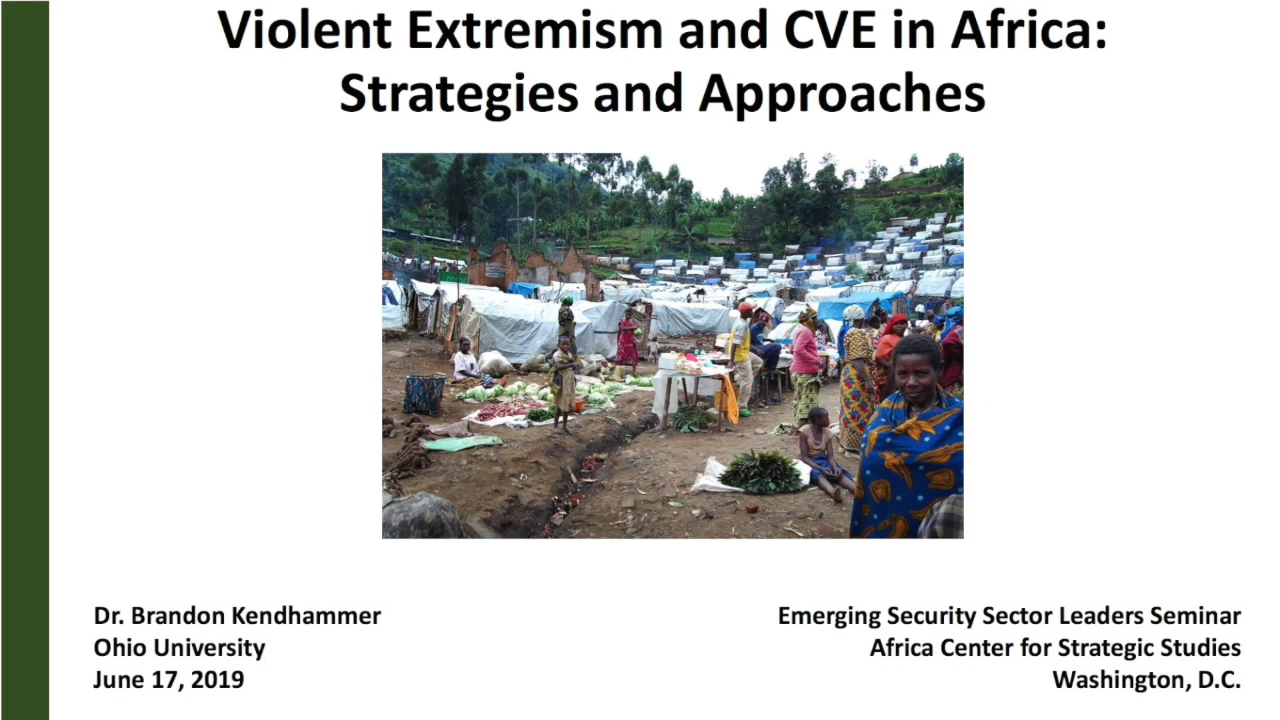 Violent Extremism and CVE in Africa:
Strategies and Approaches
Dr. Brandon Kendhammer
Ohio University
June 17, 2019
Emerging Security Sector Leaders Seminar
Africa Center for Strategic Studies
Washington, D.C.